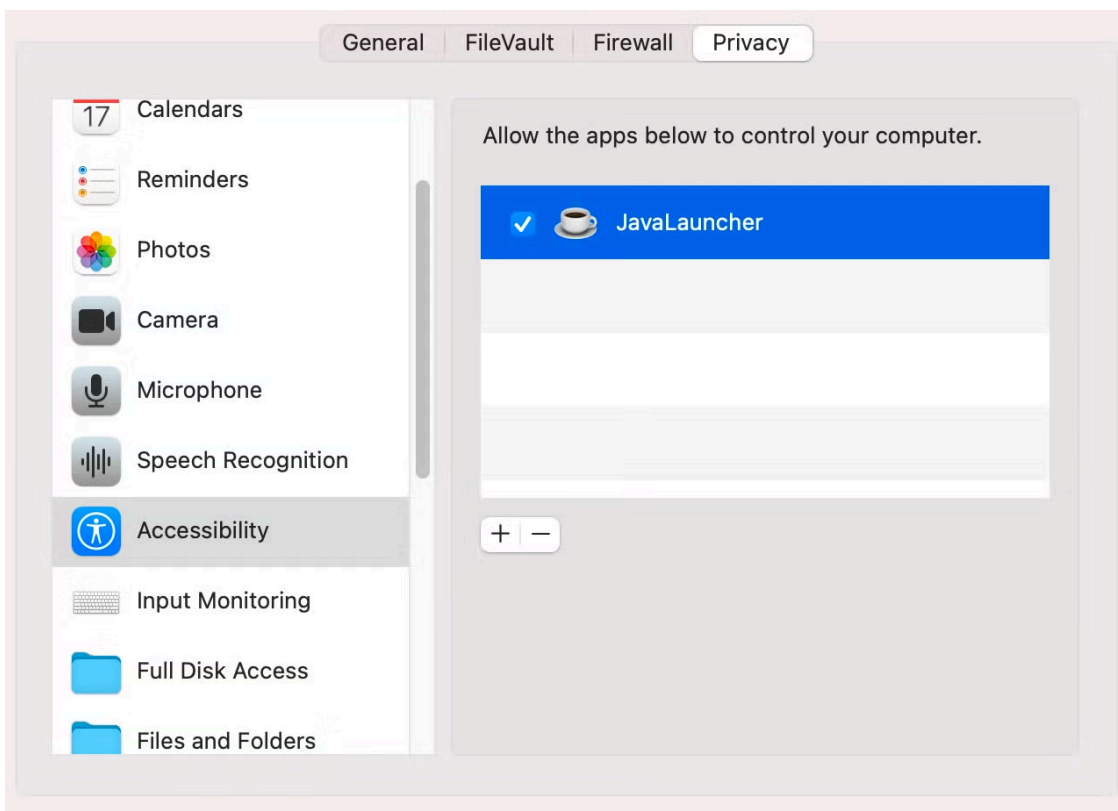 General FileVault Firewall Privacy
17
Calendars
Reminders
Photos
Camera
Microphone
Speech Recognition
Accessibility
Input Monitoring
Full Disk Access
Files and Folders
Allow the apps below to control your computer.
JavaLauncher
+ −